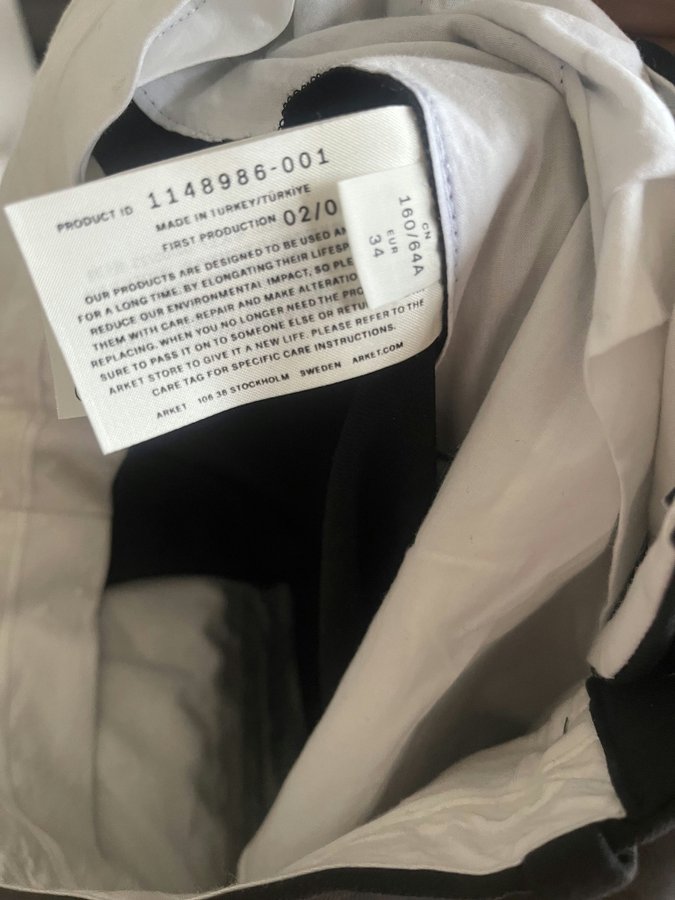 PRODUCT ID 1148986-001
MADE IN TURKEY/TÜRKIYE
FIRST PRODUCTION 02/0
OUR PRODUCTS ARE DESIGNED TO BE USED AN
FOR A LONG TIME. BY ELONGATING THEIR LIFESP
REDUCE OUR ENVIRONMENTAL IMPACT, SO PLE
THEM WITH CARE, REPAIR AND MAKE ALTERATIO
REPLACING. WHEN YOU NO LONGER NEED THE PRO
SURE TO PASS IT ON TO SOMEONE ELSE OR RETU
ARKET STORE TO GIVE IT A NEW LIFE. PLEASE REFER TO THE
CARE TAG FOR SPECIFIC CARE INSTRUCTIONS.
ARKET 106 38 STOCKHOLM SWEDEN ARKET.COM
CN
160/64A
EUR
34